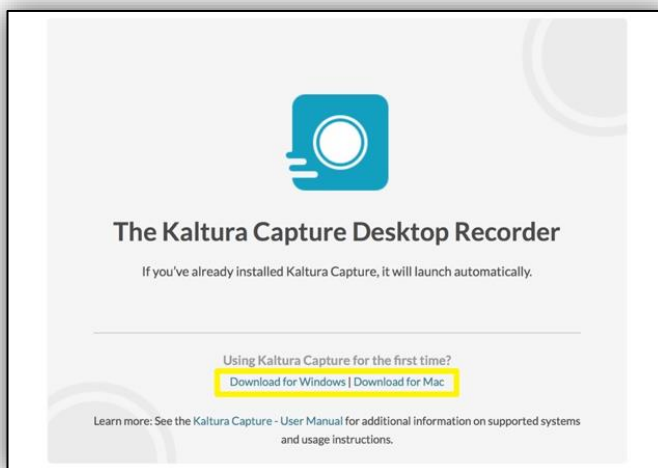 The Kaltura Capture Desktop Recorder
If you've already installed Kaltura Capture, it will launch automatically.
Using Kaltura Capture for the first time?
Download for Windows | Download for Mac
Learn more: See the Kaltura Capture - User Manual for additional information on supported systems
and usage instructions.